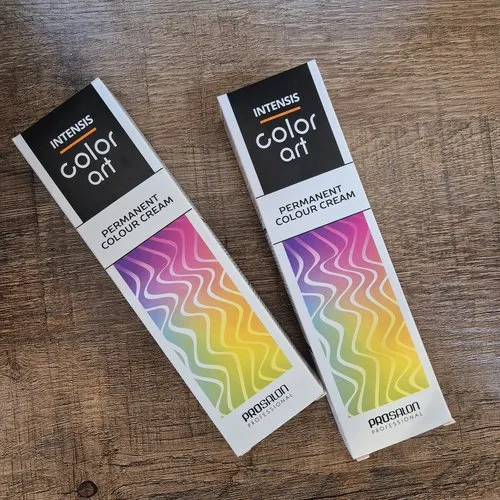 INTENSIS
color
art
PERMANENT
COLOUR CREAM
PROSALON
PROFESSIONAL
INTENSIS
color
art
PERMANENT
COLOUR CREAM
PROSALON
PROFESSIONAL